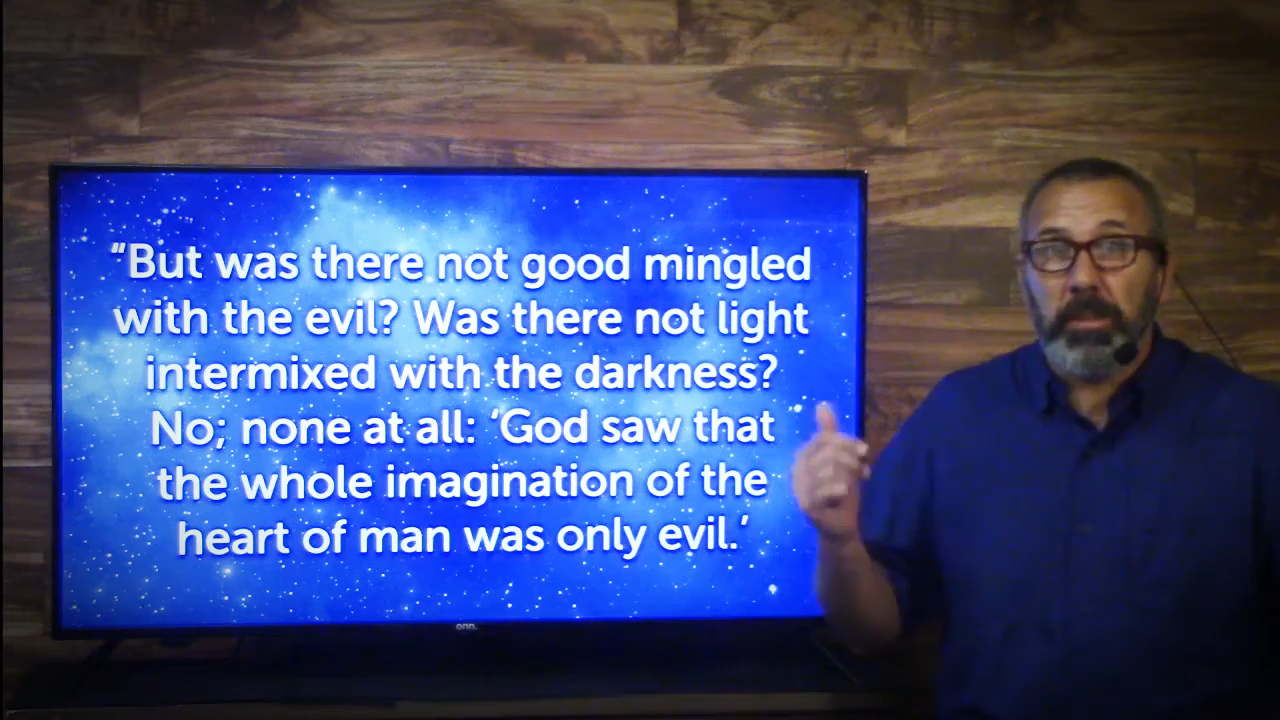 “But was there not good mingled
with the evil? Was there not light
intermixed with the darkness?
No; none at all: ‘God saw that
the whole imagination of the
heart of man was only evil.’
onn.